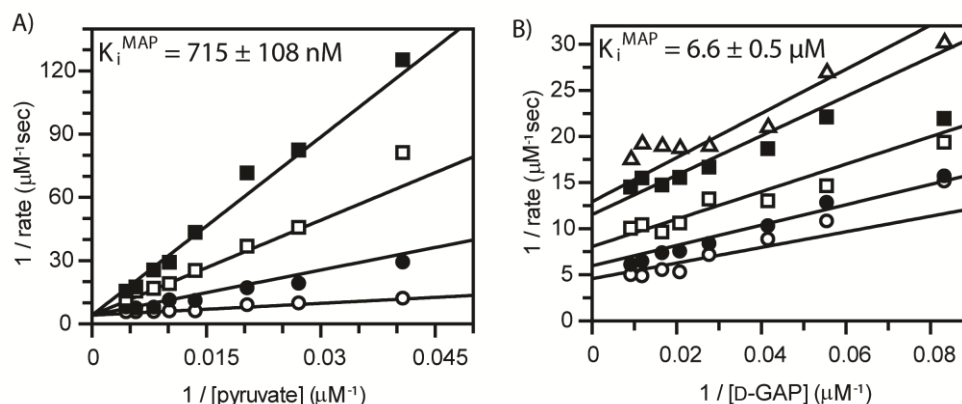 A)
K_i^MAP = 715 ± 108 nM
1 / rate (μM⁻¹sec)
120
90
60
30
0
0 0.015 0.03 0.045
1 / [pyruvate] (μM⁻¹)
B)
K_i^MAP = 6.6 ± 0.5 μM
1 / rate (μM⁻¹sec)
30
25
20
15
10
5
0
0 0.02 0.04 0.06 0.08
1 / [D-GAP] (μM⁻¹)